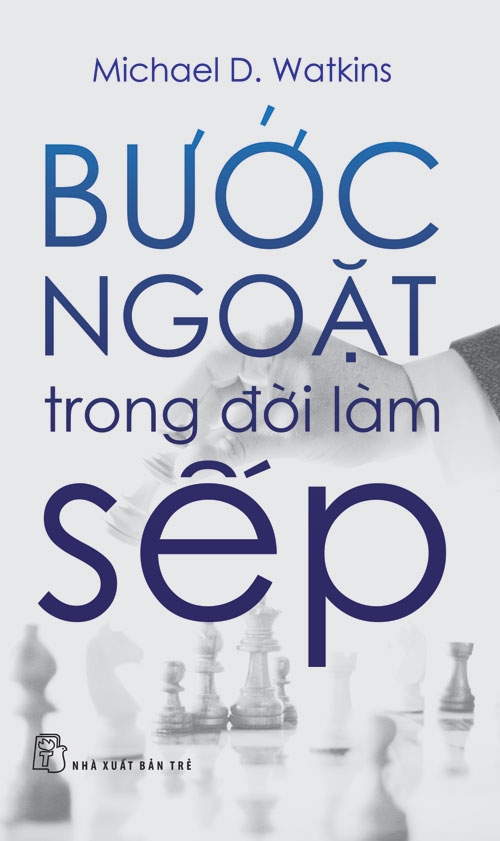 Michael D. Watkins
BƯỚC
NGOẶT
trong đời làm
sếp
NHÀ XUẤT BẢN TRẺ